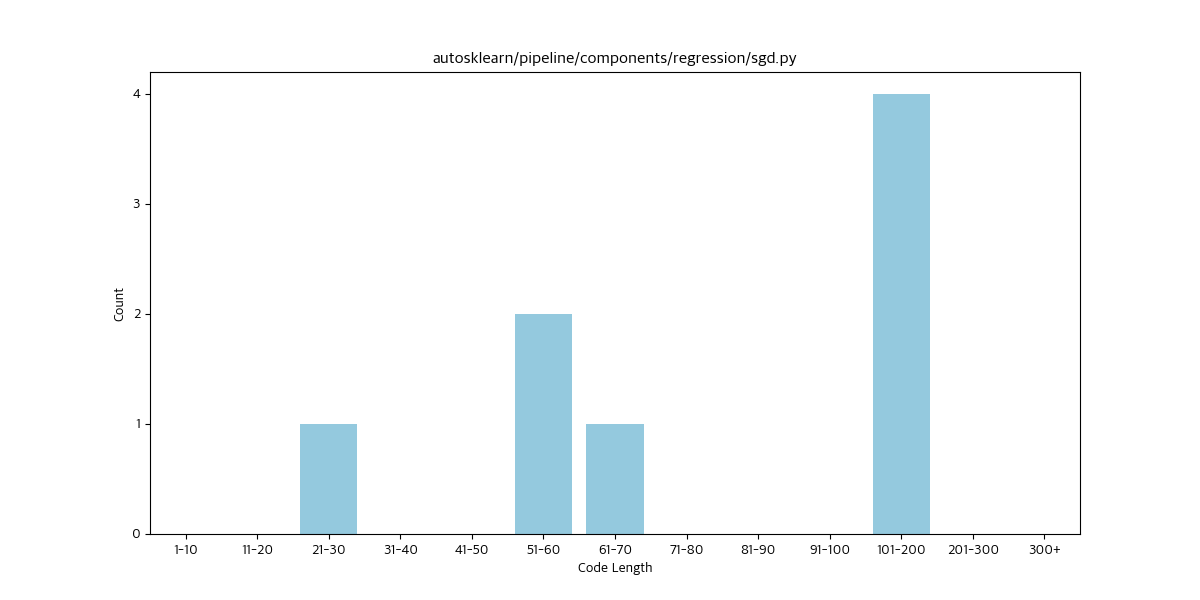 autosklearn/pipeline/components/regression/sgd.py
4
3
2
1
0
Count
1-10 11-20 21-30 31-40 41-50 51-60 61-70 71-80 81-90 91-100 101-200 201-300 300+
Code Length